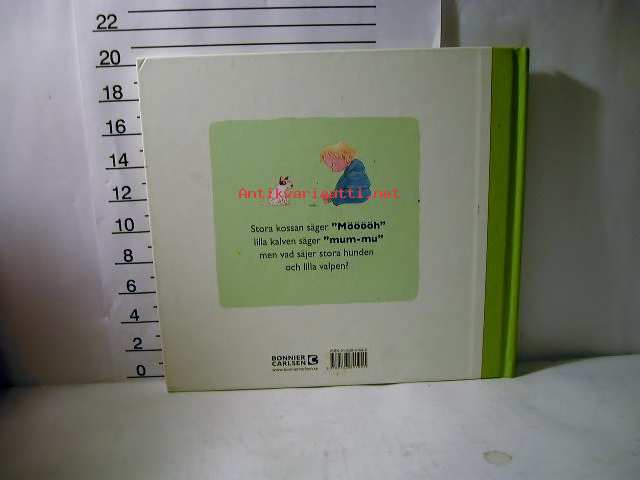 22
20
18
16
14
12
10
8
6
4
2
0
Antikvariaatti.net
Stora kossan säger "Mööööh"
lilla kalven säger "mum-mu"
men vad säjer stora hunden
och lilla valpen?
BONNIER
CARLSEN